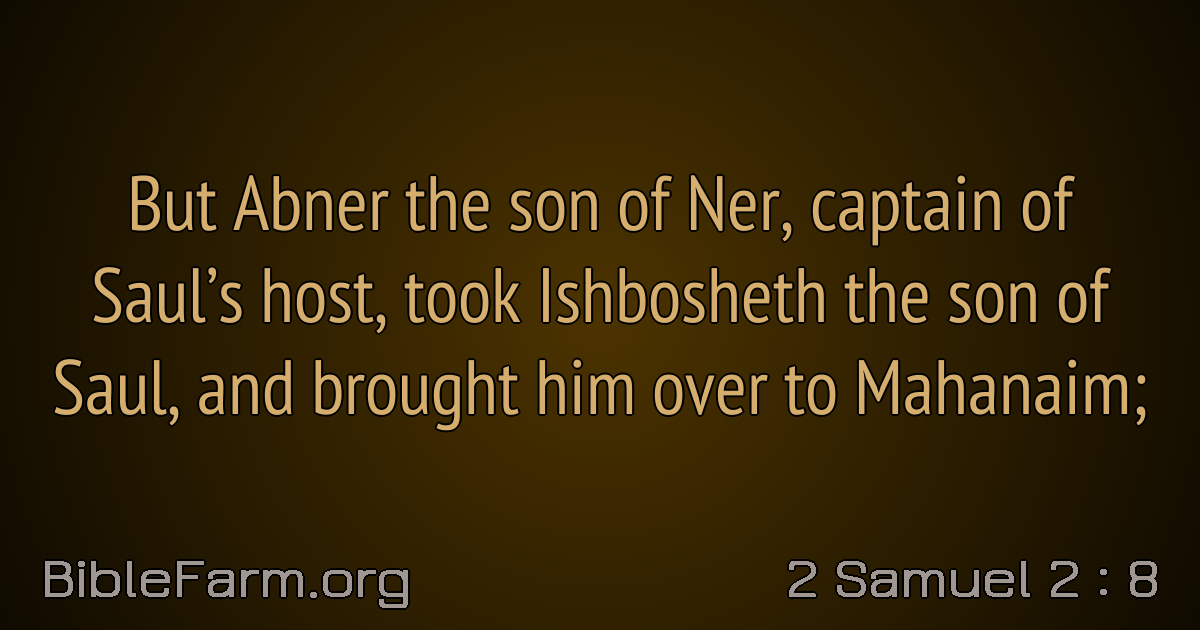 But Abner the son of Ner, captain of
Saul’s host, took Ishbosheth the son of
Saul, and brought him over to Mahanaim;
BibleFarm.org
2 Samuel 2 : 8